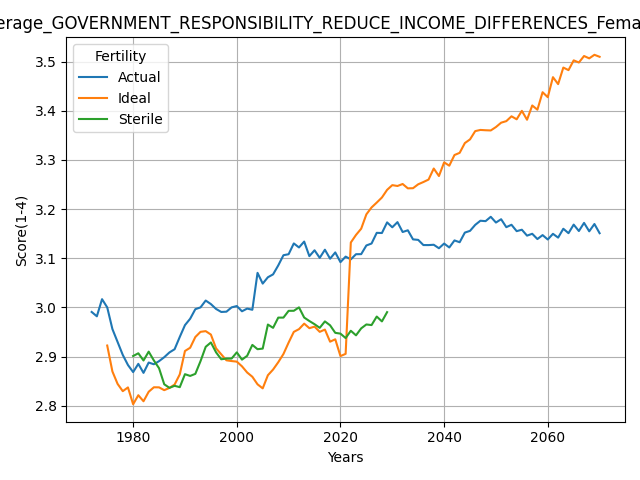 erage_GOVERNMENT_RESPONSIBILITY_REDUCE_INCOME_DIFFERENCES_Fema
Fertility
Actual
Ideal
Sterile
Score(1-4)
3.5
3.4
3.3
3.2
3.1
3.0
2.9
2.8
1980 2000 2020 2040 2060
Years